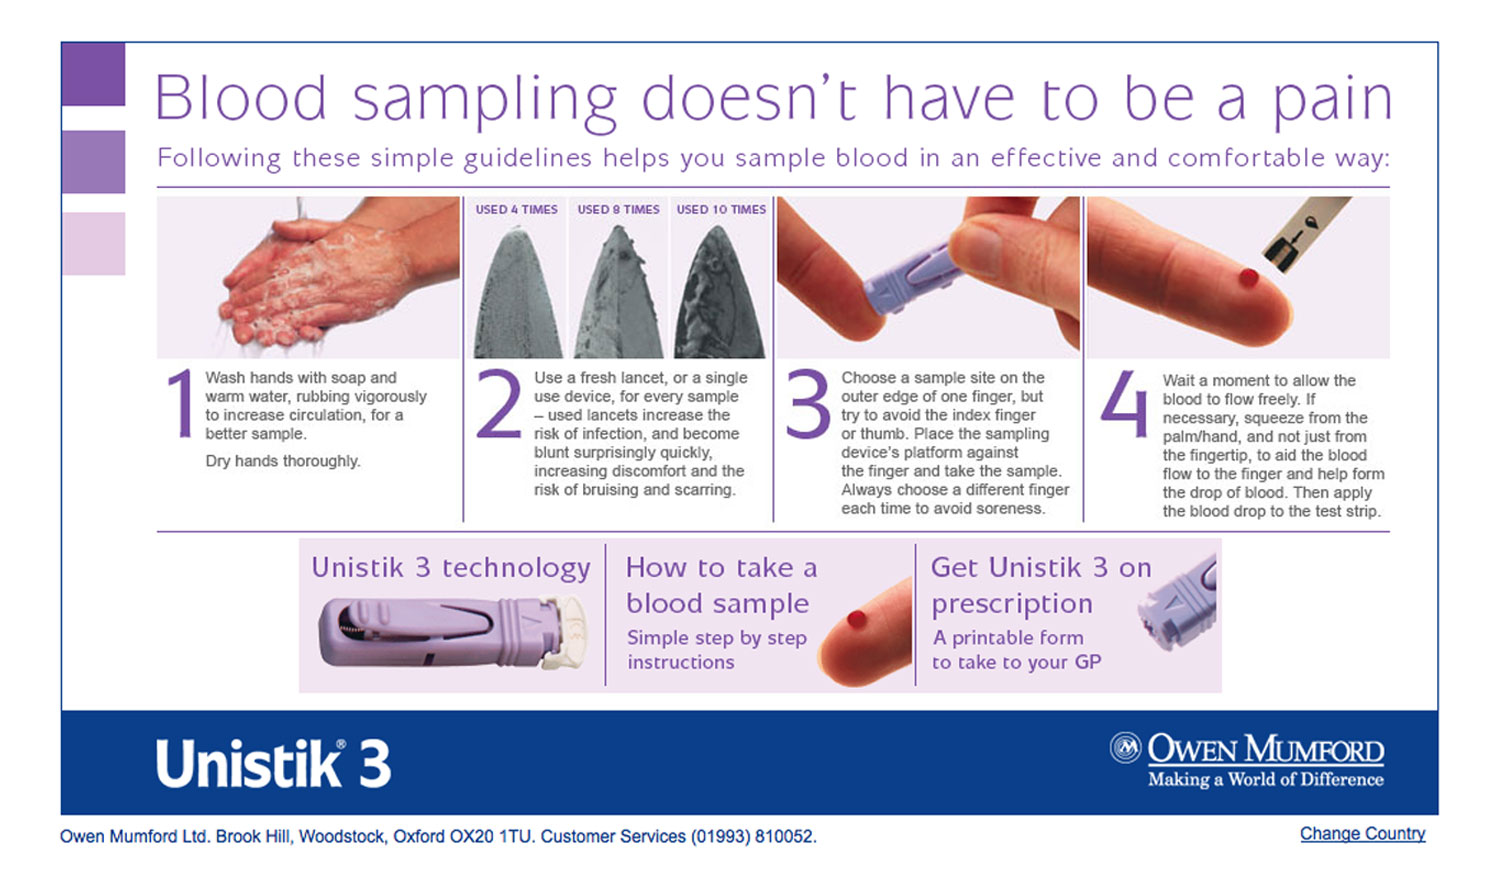 Blood sampling doesn't have to be a pain
Following these simple guidelines helps you sample blood in an effective and comfortable way:
USED 4 TIMES
USED 8 TIMES
USED 10 TIMES
1
Wash hands with soap and
warm water, rubbing vigorously
to increase circulation, for a
better sample.
Dry hands thoroughly.
2
Use a fresh lancet, or a single
use device, for every sample
– used lancets increase the
risk of infection, and become
blunt surprisingly quickly,
increasing discomfort and the
risk of bruising and scarring.
3
Choose a sample site on the
outer edge of one finger, but
try to avoid the index finger
or thumb. Place the sampling
device's platform against
the finger and take the sample.
Always choose a different finger
each time to avoid soreness.
4
Wait a moment to allow the
blood to flow freely. If
necessary, squeeze from the
palm/hand, and not just from
the fingertip, to aid the blood
flow to the finger and help form
the drop of blood. Then apply
the blood drop to the test strip.
Unistik 3 technology
How to take a
blood sample
Simple step by step
instructions
Get Unistik 3 on
prescription
A printable form
to take to your GP
Unistik® 3
OWEN MUMFORD
Making a World of Difference
Owen Mumford Ltd. Brook Hill, Woodstock, Oxford OX20 1TU. Customer Services (01993) 810052.
Change Country